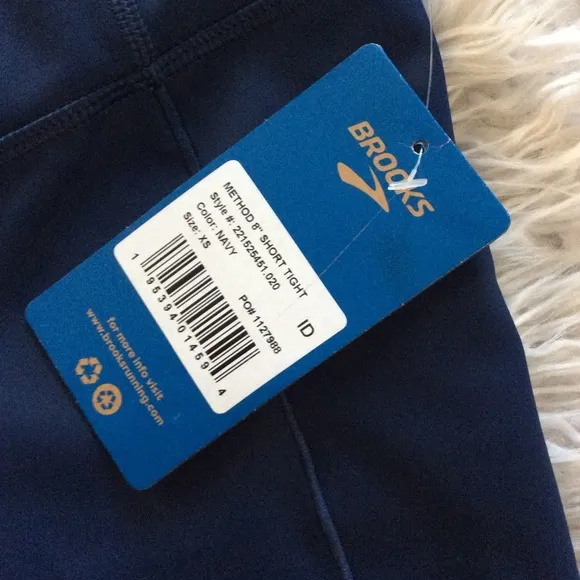 BROOKS
METHOD 8" SHORT TIGHT
Style #: 221525451.020
Color: NAVY
Size: XS
PO# 1127988
ID
1 95394 01459 4
for more info visit
www.brooksrunning.com